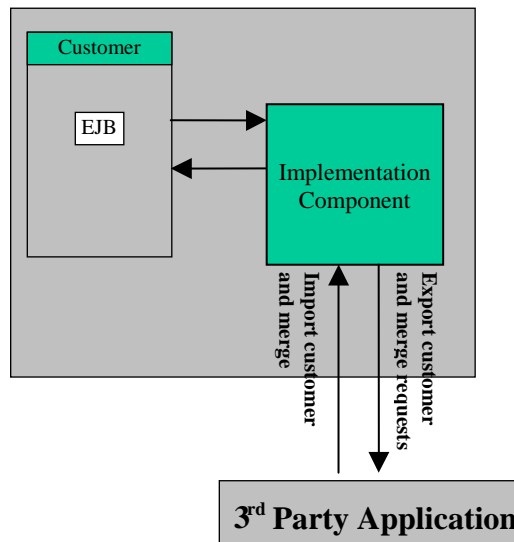 Customer
EJB
Implementation
Component
Import customer
and merge
Export customer
and merge requests
3rd Party Application